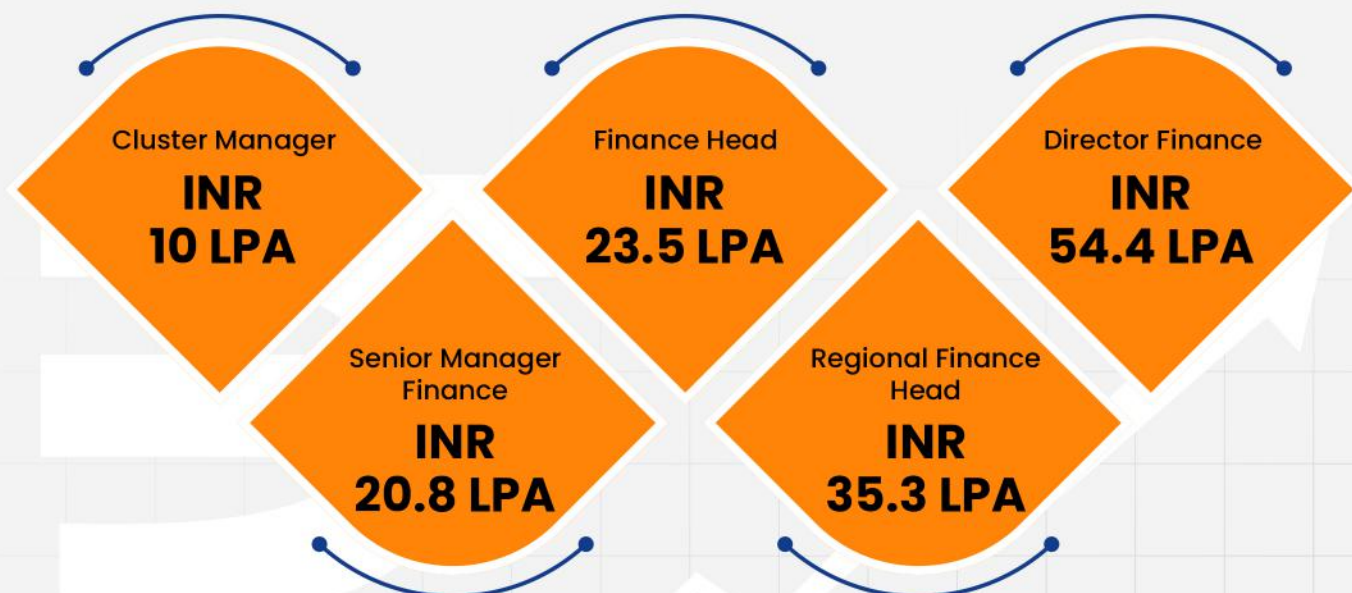 Cluster Manager
INR
10 LPA
Senior Manager
Finance
INR
20.8 LPA
Finance Head
INR
23.5 LPA
Regional Finance
Head
INR
35.3 LPA
Director Finance
INR
54.4 LPA